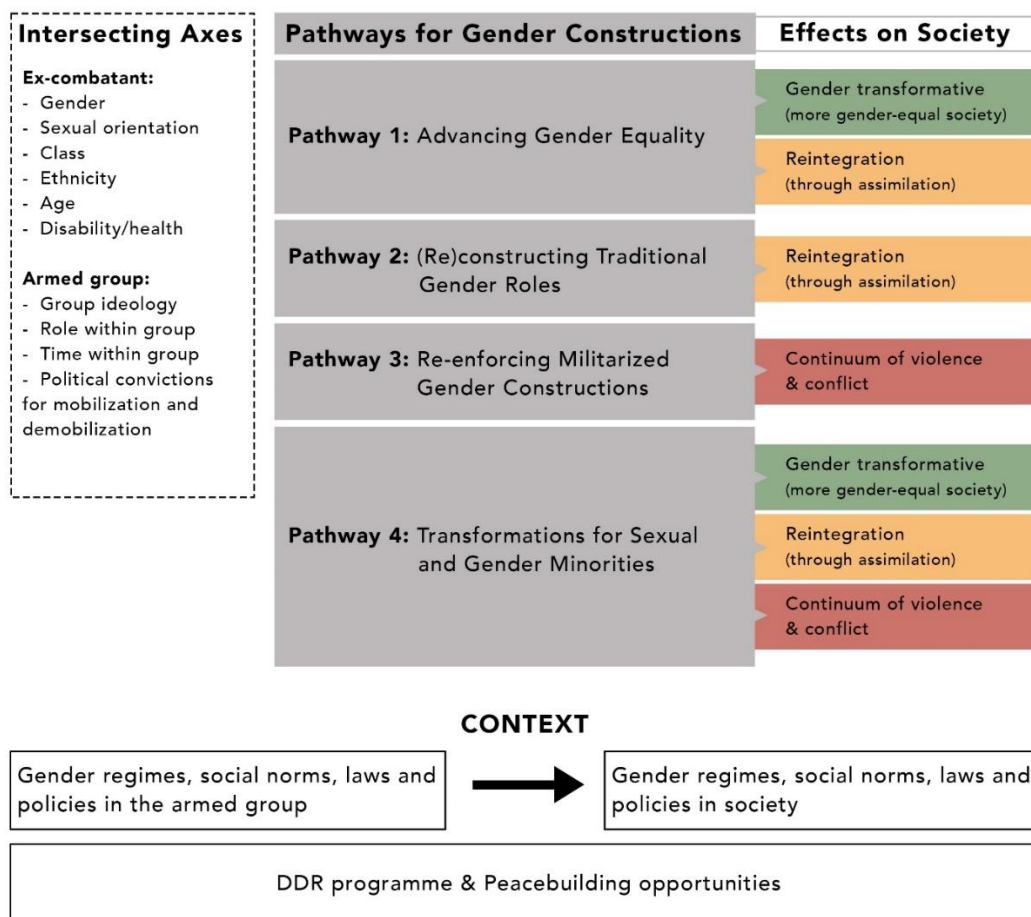 Intersecting Axes
Ex-combatant:
- Gender
- Sexual orientation
- Class
- Ethnicity
- Age
- Disability/health
Armed group:
- Group ideology
- Role within group
- Time within group
- Political convictions
for mobilization and
demobilization
Pathways for Gender Constructions
Effects on Society
Pathway 1: Advancing Gender Equality
Gender transformative
(more gender-equal society)
Reintegration
(through assimilation)
Pathway 2: (Re)constructing Traditional
Gender Roles
Reintegration
(through assimilation)
Pathway 3: Re-enforcing Militarized
Gender Constructions
Continuum of violence
& conflict
Pathway 4: Transformations for Sexual
and Gender Minorities
Gender transformative
(more gender-equal society)
Reintegration
(through assimilation)
Continuum of violence
& conflict
CONTEXT
Gender regimes, social norms, laws and
policies in the armed group
Gender regimes, social norms, laws and
policies in society
DDR programme & Peacebuilding opportunities